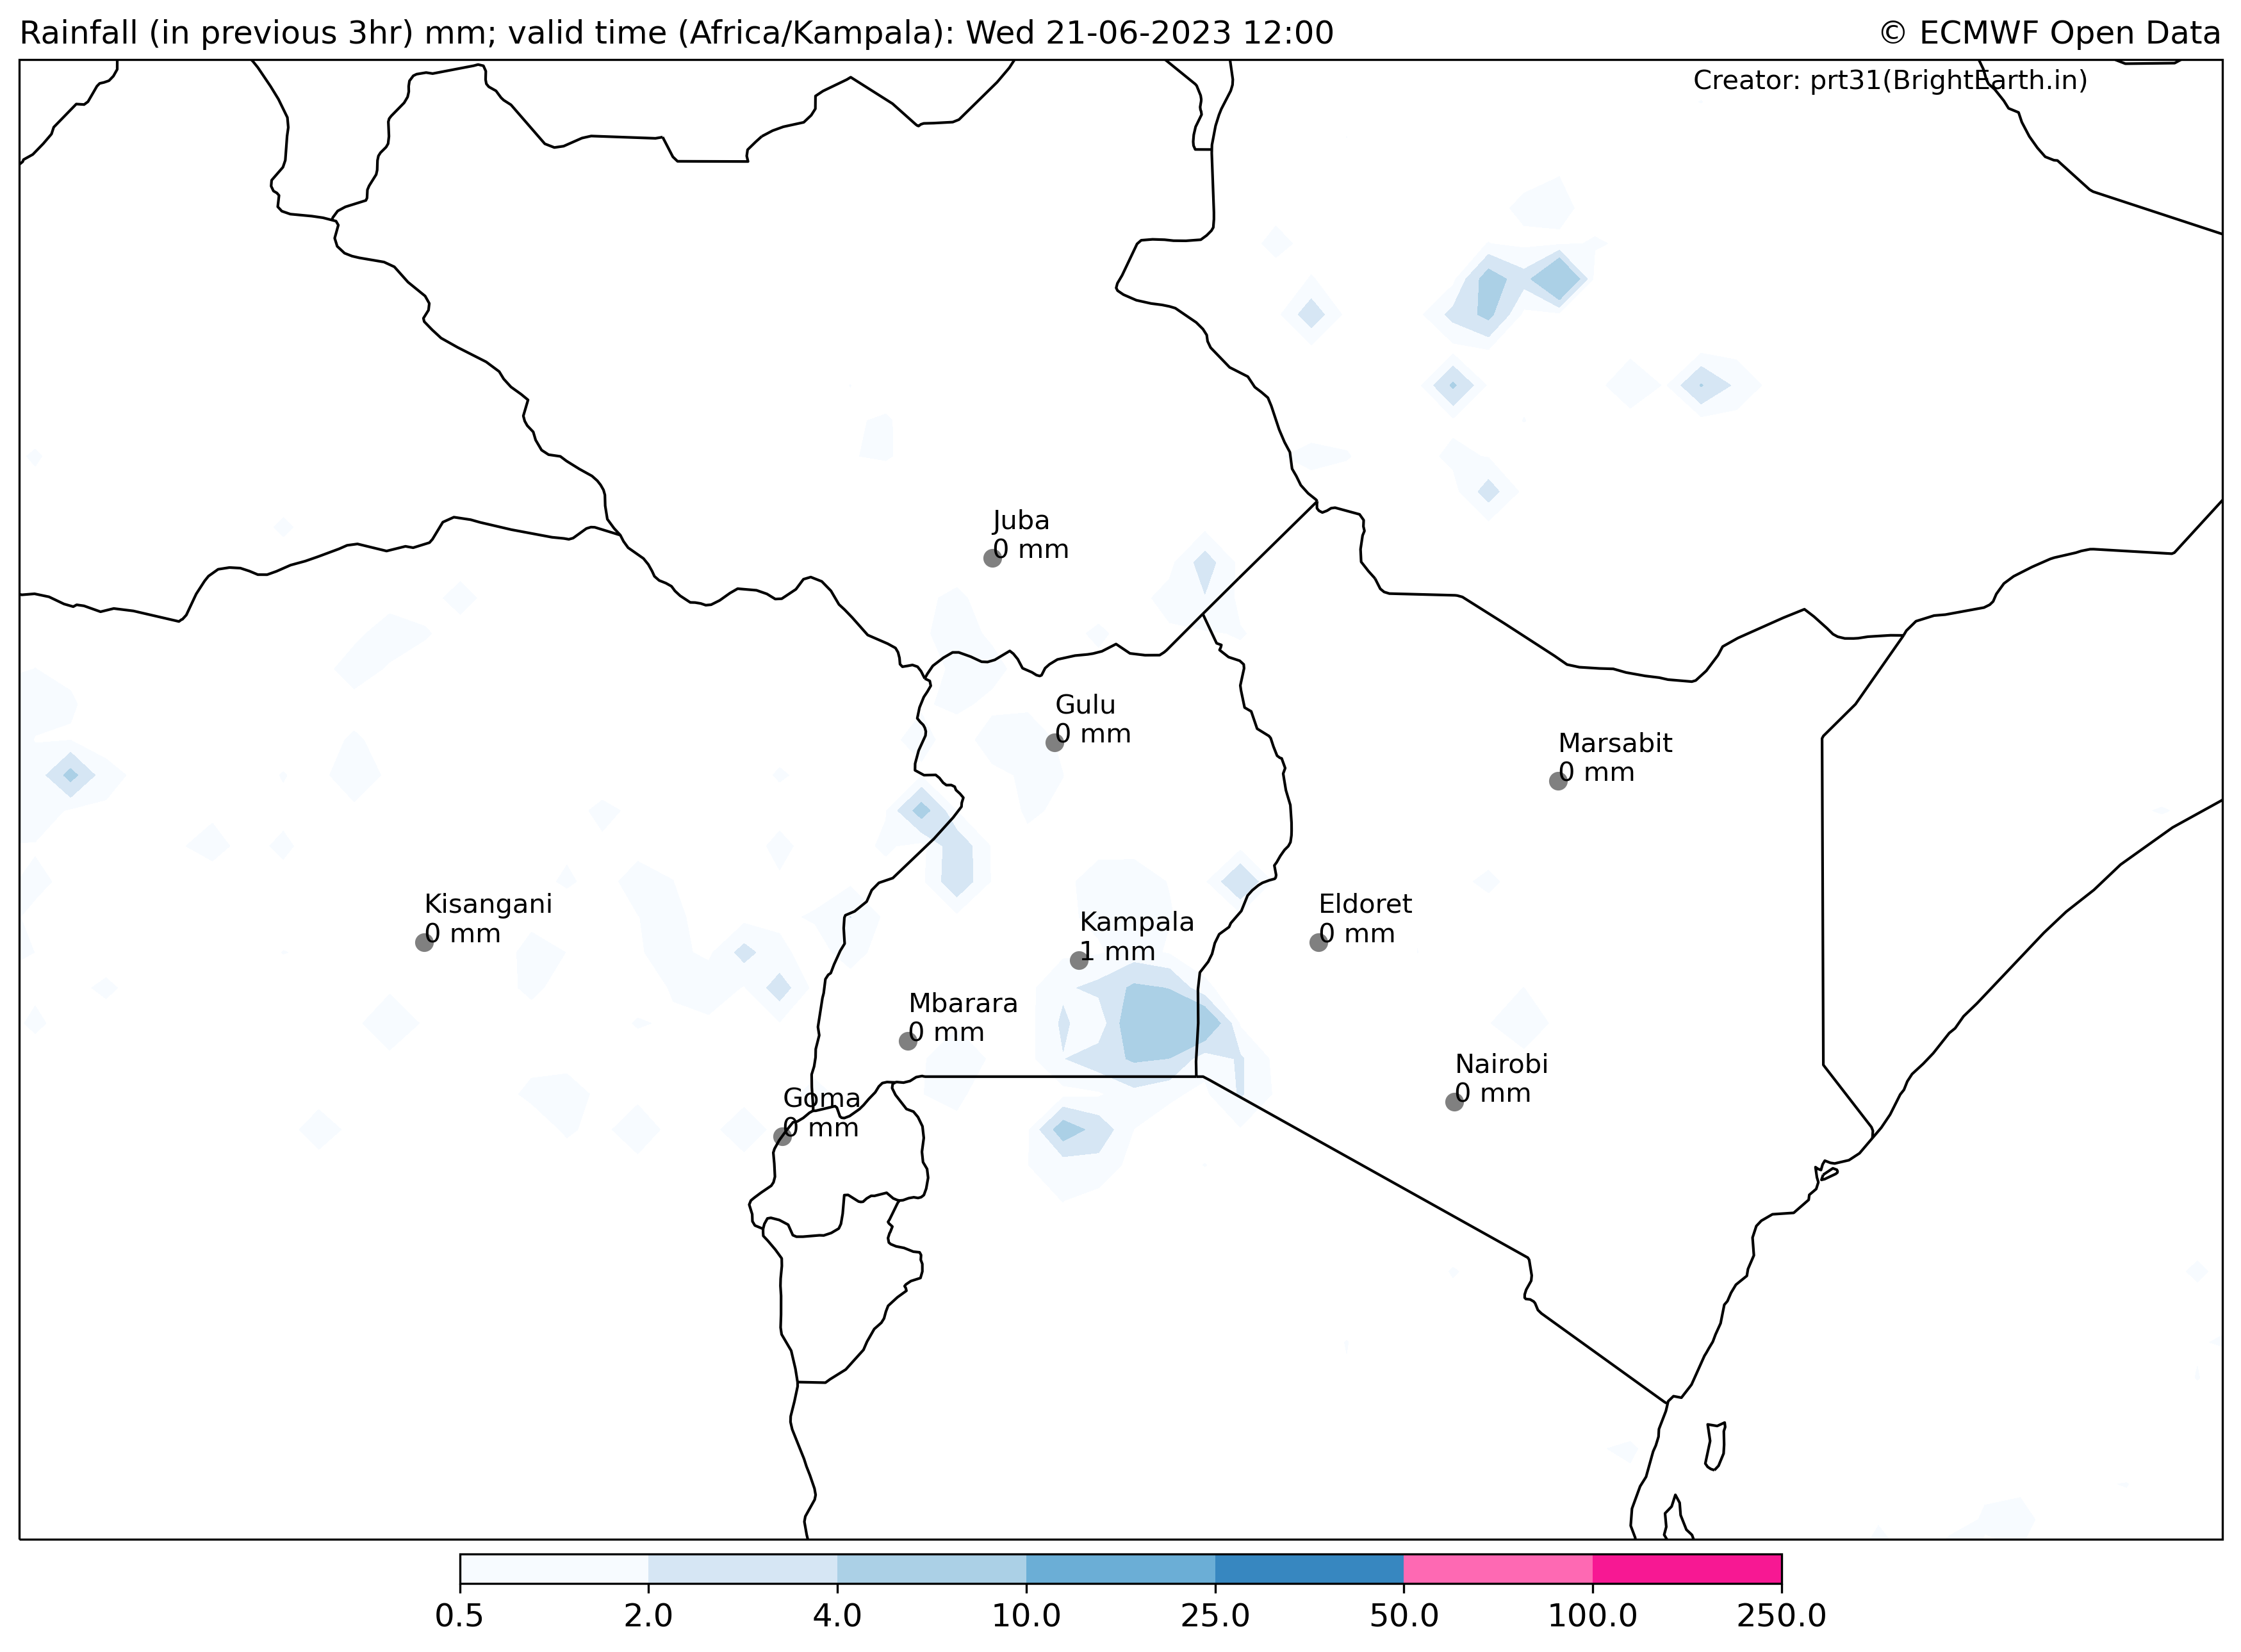 Rainfall (in previous 3hr) mm; valid time (Africa/Kampala): Wed 21-06-2023 12:00
© ECMWF Open Data
Creator: prt31(BrightEarth.in)
Juba
0 mm
Gulu
0 mm
Marsabit
0 mm
Kisangani
0 mm
Kampala
1 mm
Eldoret
0 mm
Mbarara
0 mm
Nairobi
0 mm
Goma
0 mm
0.5 2.0 4.0 10.0 25.0 50.0 100.0 250.0